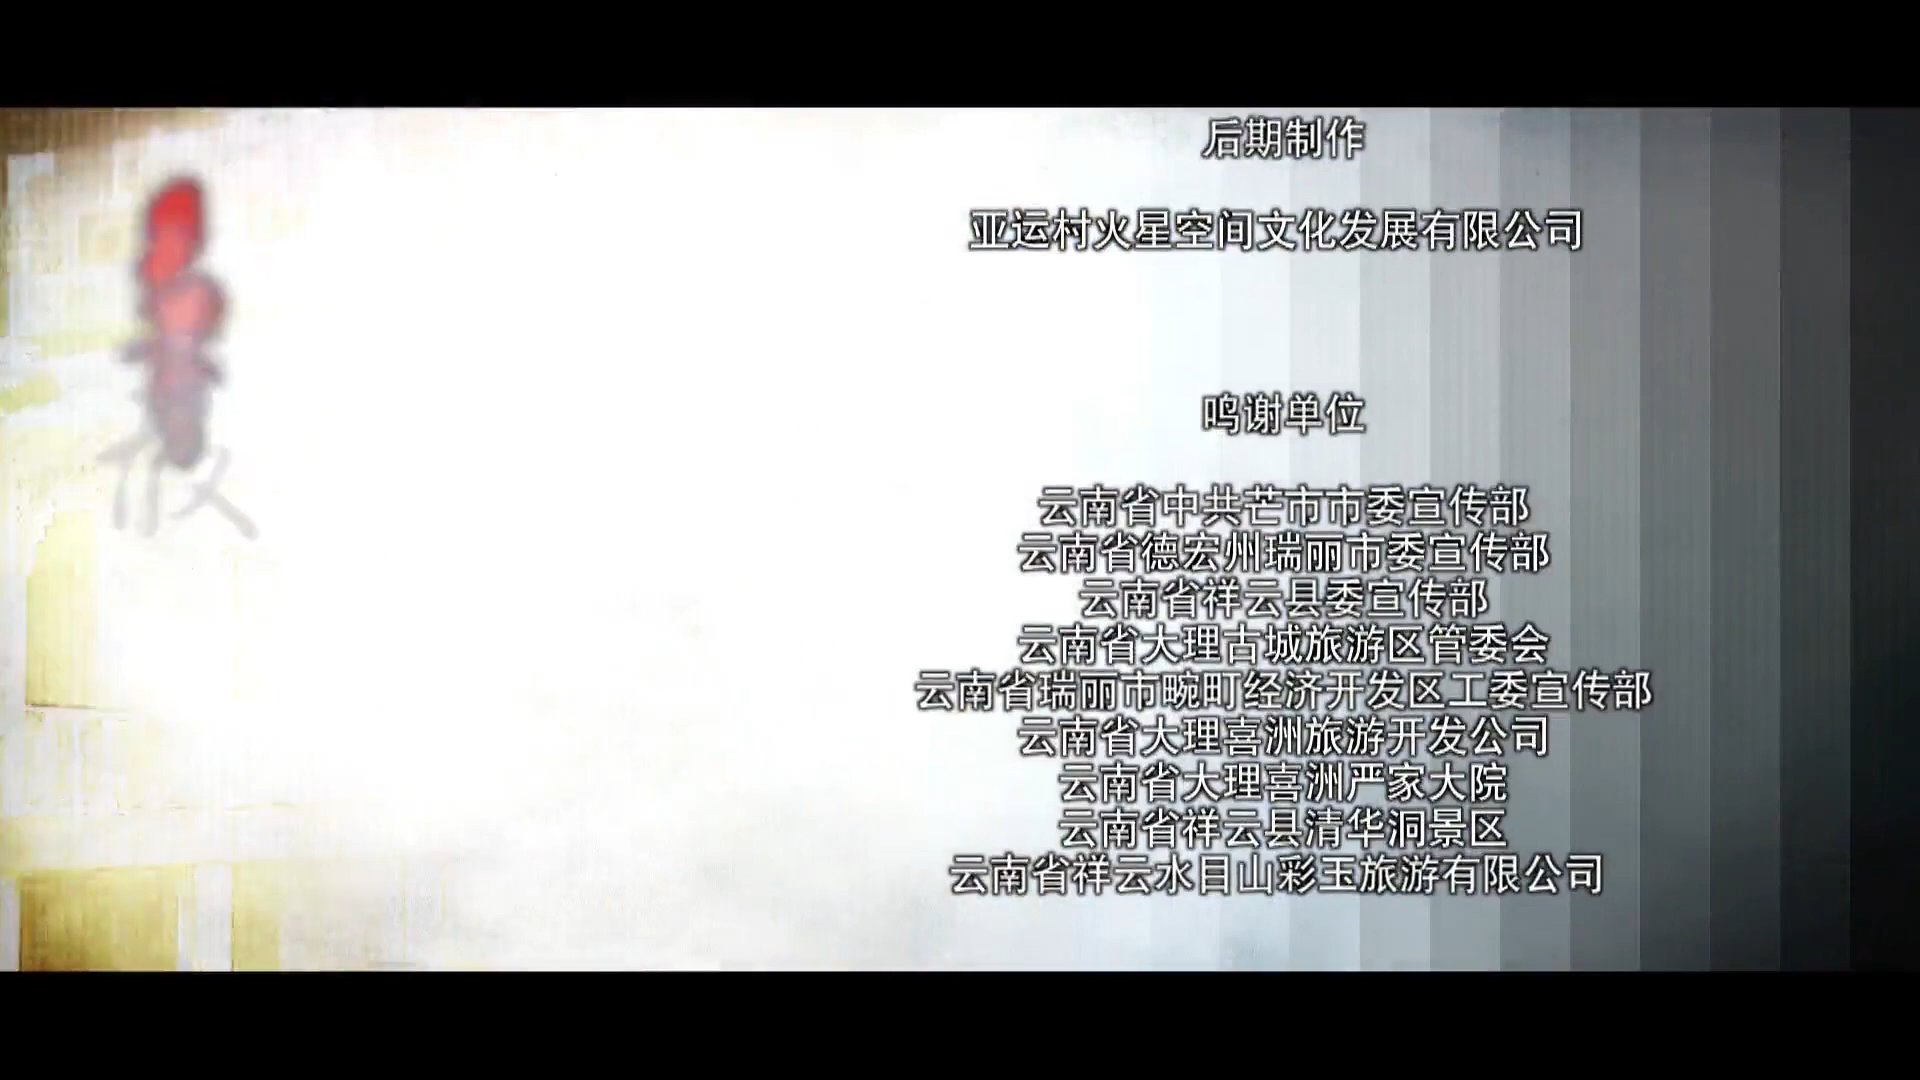 后期制作
亚运村火星空间文化发展有限公司
鸣谢单位
云南省中共芒市市委宣传部
云南省德宏州瑞丽市委宣传部
云南省祥云县委宣传部
云南省大理古城旅游区管委会
云南省瑞丽市畹町经济开发区工委宣传部
云南省大理喜洲旅游开发公司
云南省大理喜洲严家大院
云南省祥云县清华洞景区
云南省祥云水目山彩玉旅游有限公司